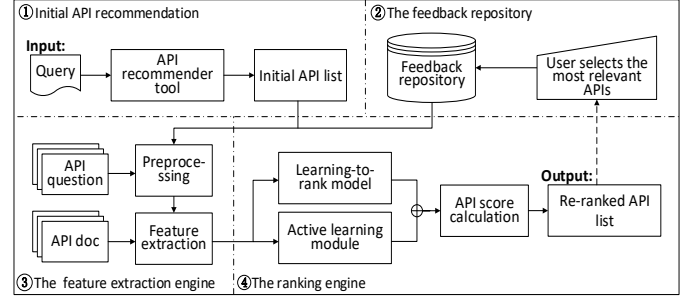 ①Initial API recommendation
②The feedback repository
Input:
Query
API
recommender
tool
Initial API list
Feedback
repository
User selects the
most relevant
APIs
API
question
Preproce-
ssing
API doc
Feature
extraction
Learning-to-
rank model
Active learning
module
API score
calculation
Output:
Re-ranked API
list
③The feature extraction engine
④The ranking engine